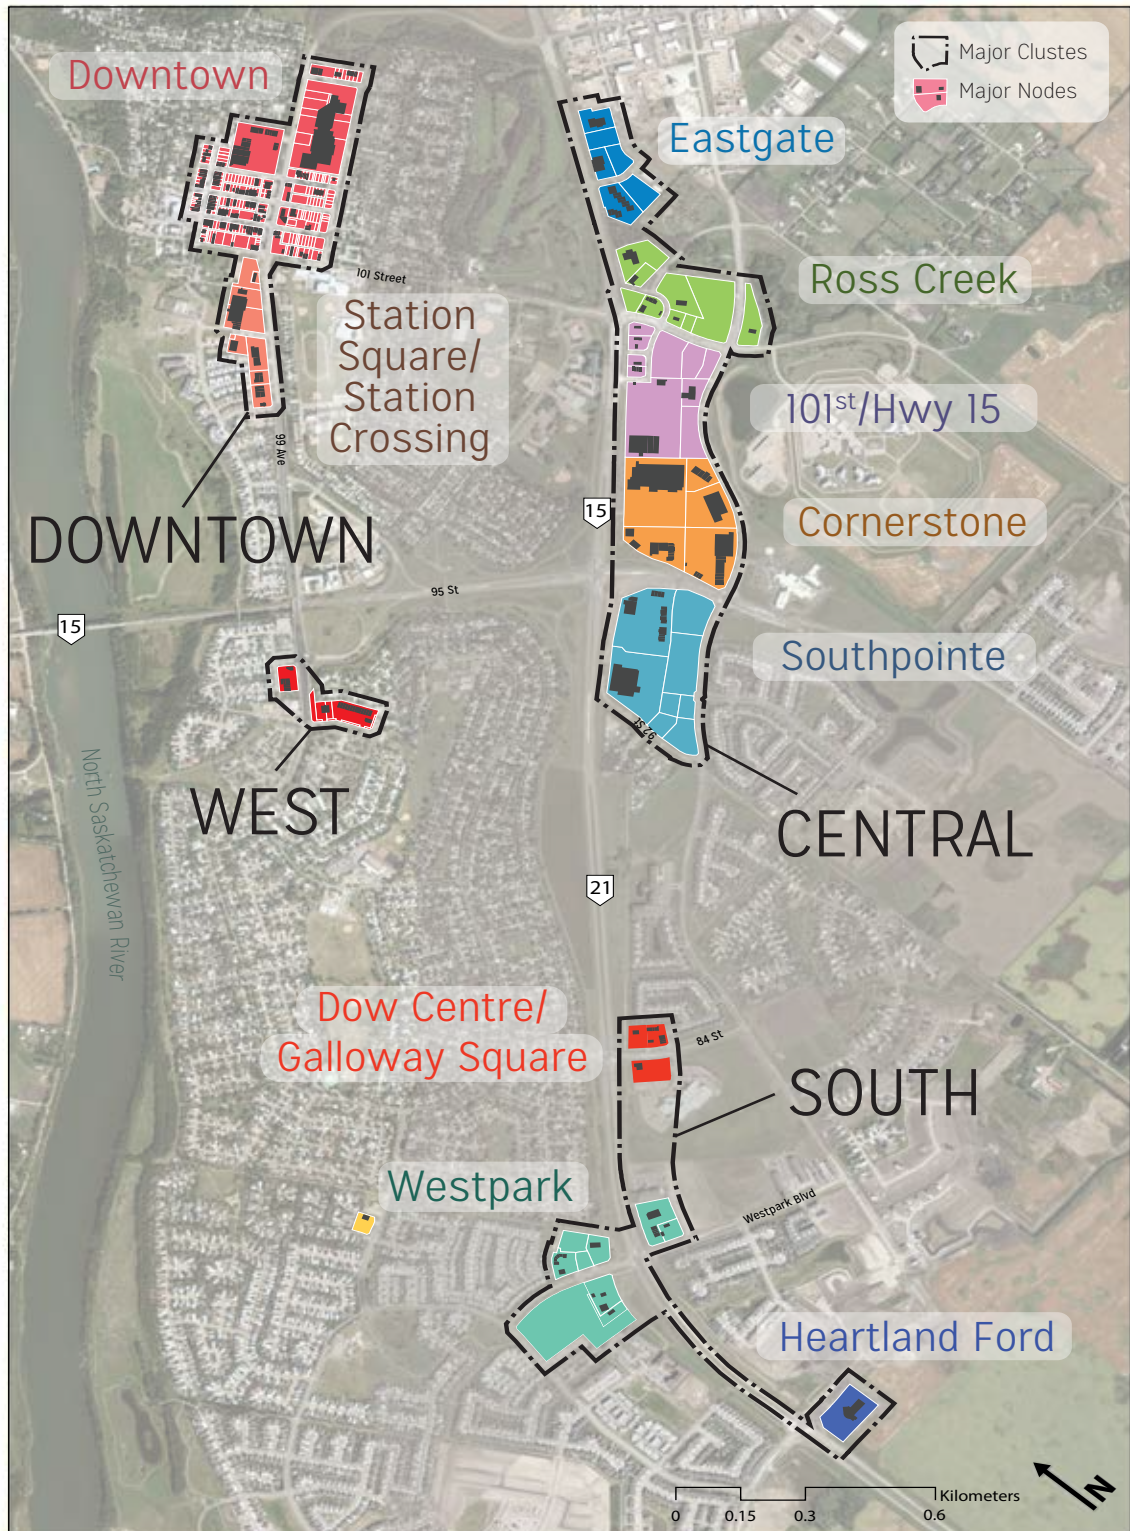 Major Clustes
Major Nodes
Downtown
Eastgate
Ross Creek
101 Street
Station
Square/
Station
Crossing
101st/Hwy 15
99 Ave
Cornerstone
15
DOWNTOWN
95 St
15
Southpointe
92 St
WEST
CENTRAL
North Saskatchewan River
21
Dow Centre/
Galloway Square
84 St
SOUTH
Westpark
Westpark Blvd
Heartland Ford
N
Kilometers
0 0.15 0.3 0.6